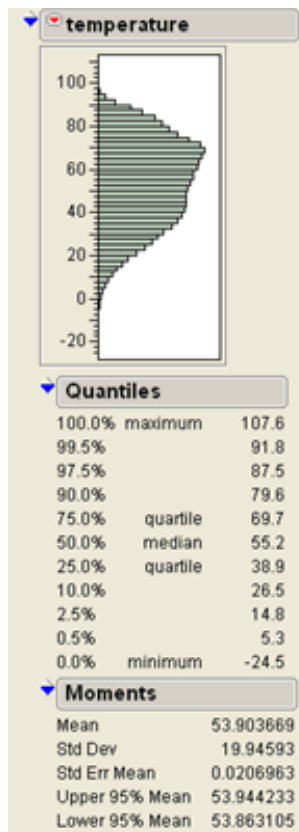 temperature
100
80
60
40
20
0
-20
Quantiles
100.0% maximum 107.6
99.5% 91.8
97.5% 87.5
90.0% 79.6
75.0% quartile 69.7
50.0% median 55.2
25.0% quartile 38.9
10.0% 26.5
2.5% 14.8
0.5% 5.3
0.0% minimum -24.5
Moments
Mean 53.903669
Std Dev 19.94593
Std Err Mean 0.0206963
Upper 95% Mean 53.944233
Lower 95% Mean 53.863105